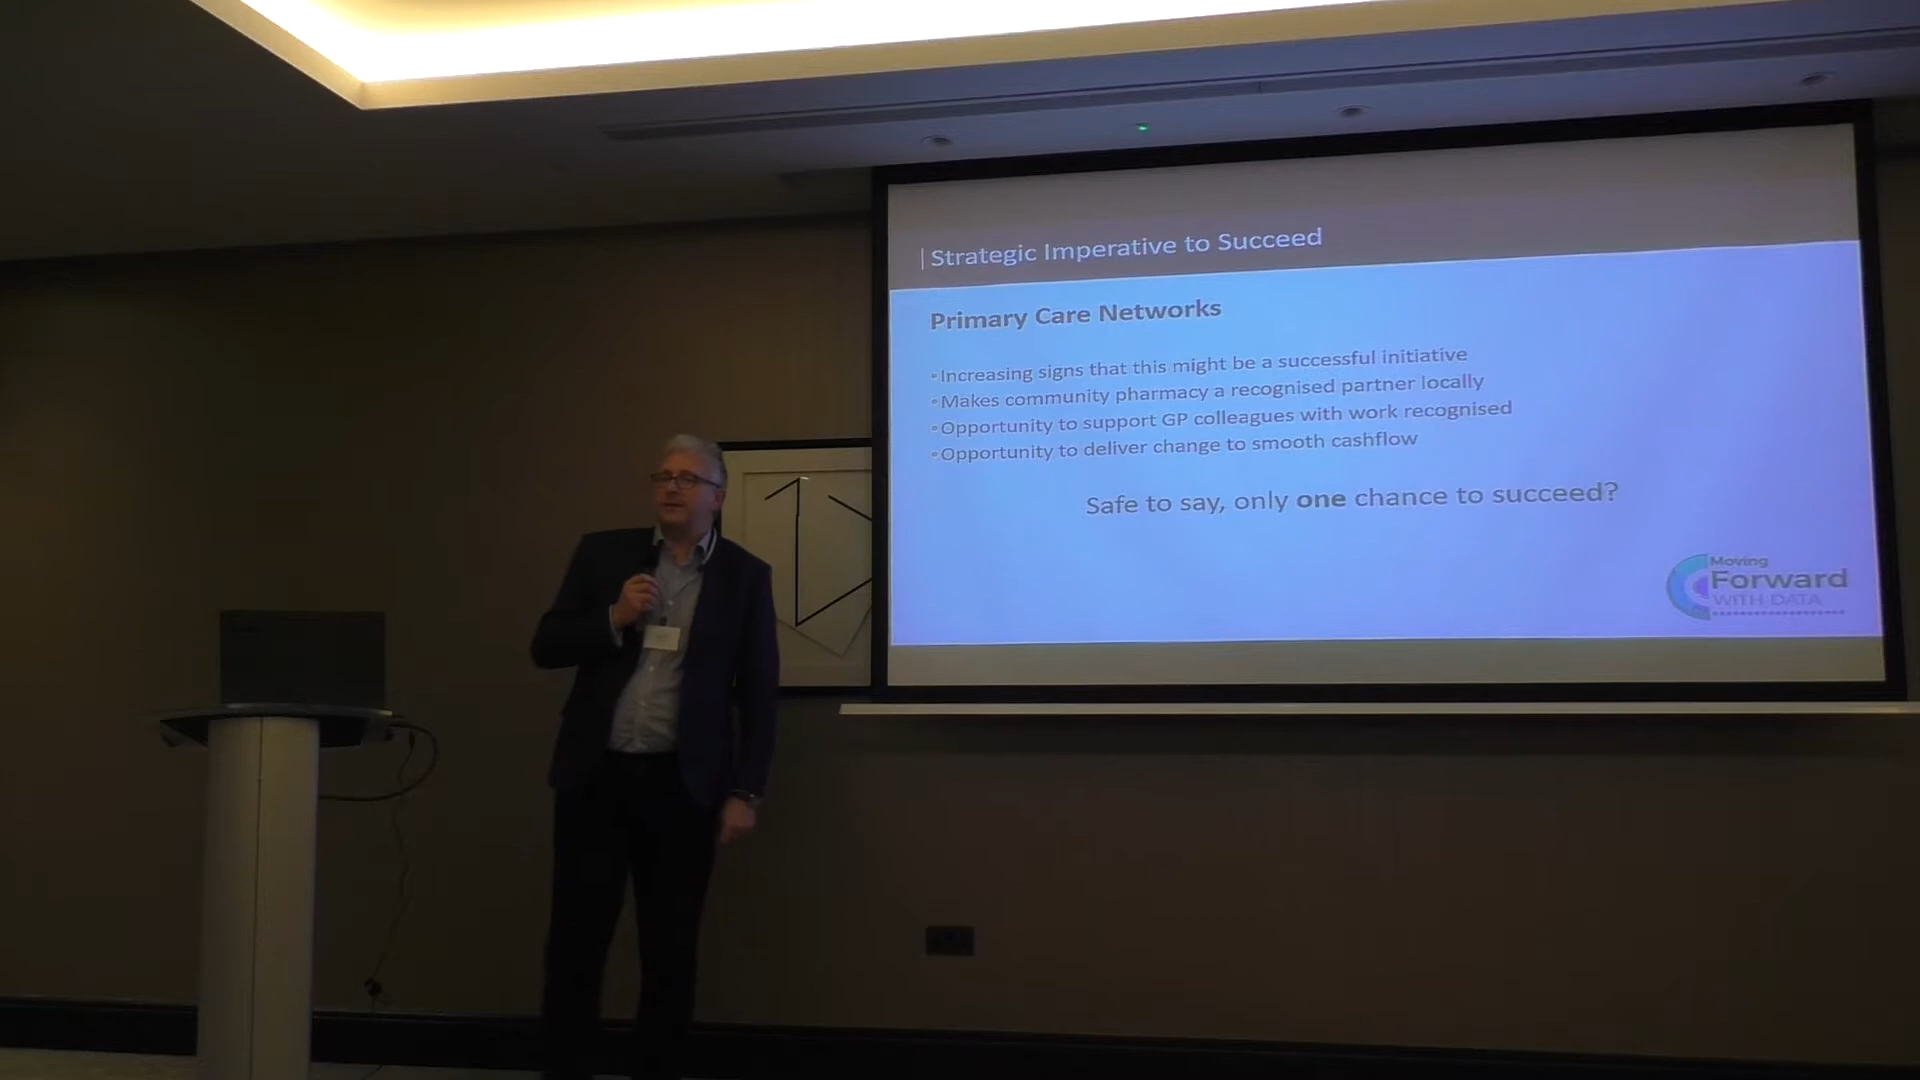 | Strategic Imperative to Succeed
Primary Care Networks
•Increasing signs that this might be a successful initiative
•Makes community pharmacy a recognised partner locally
•Opportunity to support GP colleagues with work recognised
•Opportunity to deliver change to smooth cashflow
Safe to say, only one chance to succeed?
Moving
Forward
WITH DATA